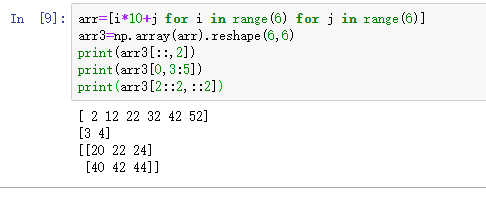 In [9]: arr=[i*10+j for i in range(6) for j in range(6)]
arr3=np.array(arr).reshape(6,6)
print(arr3[::,2])
print(arr3[0,3:5])
print(arr3[2::2,::2])
[ 2 12 22 32 42 52]
[3 4]
[[20 22 24]
 [40 42 44]]